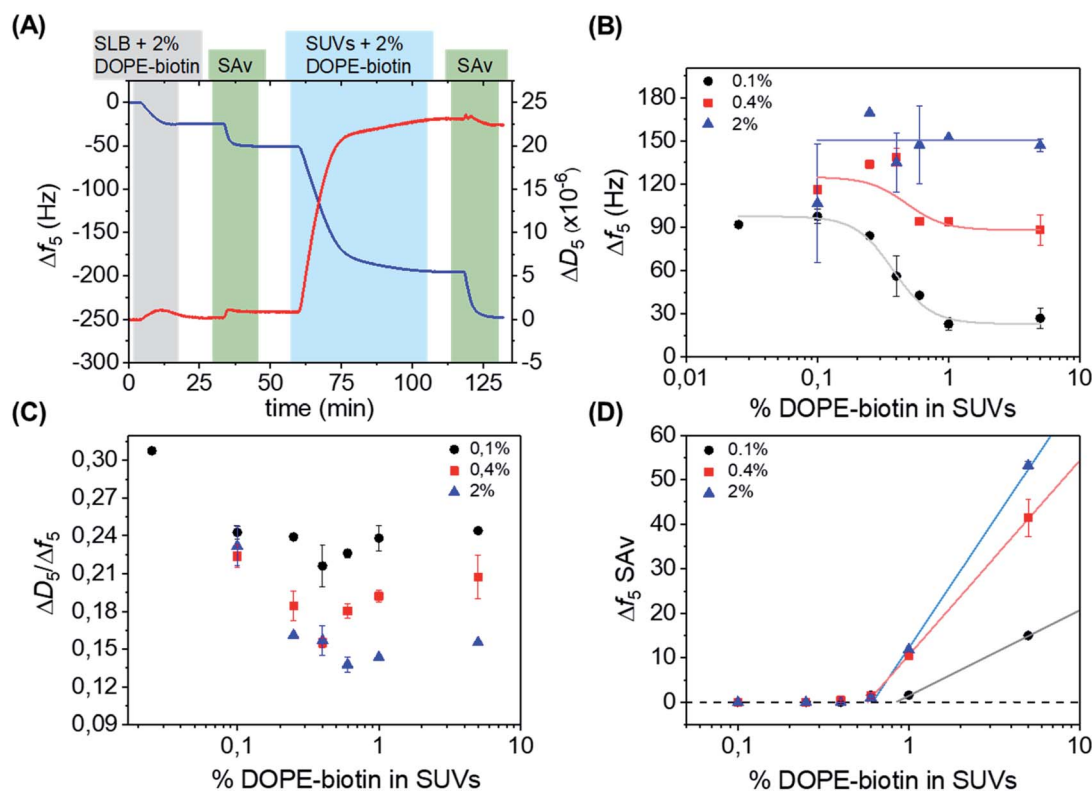 (A)
SLB + 2%
DOPE-biotin
SAv
SUVs + 2%
DOPE-biotin
SAv
0
-50
-100
-150
-200
-250
-300
Δf5 (Hz)
25
20
15
10
5
0
-5
ΔD5 (x10-6)
0 25 50 75 100 125
time (min)
(B)
0.1%
0.4%
2%
180
150
120
90
60
30
0
Δf5 (Hz)
0,01 0,1 1 10
% DOPE-biotin in SUVs
(C)
0,1%
0,4%
2%
0,30
0,27
0,24
0,21
0,18
0,15
0,12
0,09
ΔD5/Δf5
0,1 1 10
% DOPE-biotin in SUVs
(D)
0.1%
0.4%
2%
60
50
40
30
20
10
0
Δf5 SAv
0,1 1 10
% DOPE-biotin in SUVs